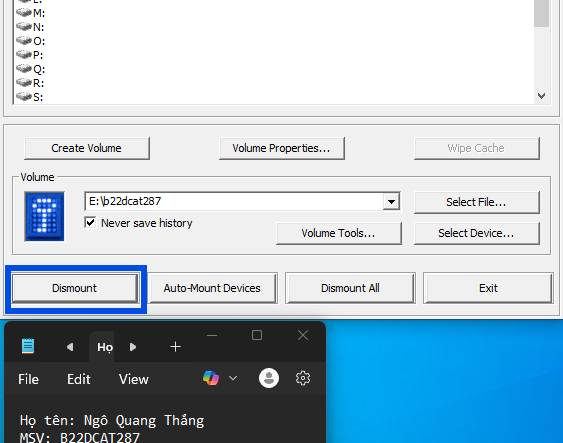 M:
N:
O:
P:
Q:
R:
S:
Create Volume
Volume Properties...
Wipe Cache
Volume
E:\b22dcat287
Select File...
Never save history
Volume Tools...
Select Device...
Dismount
Auto-Mount Devices
Dismount All
Exit
Họ
File
Edit
View
Họ tên: Ngô Quang Thắng
MSV: B22DCAT287